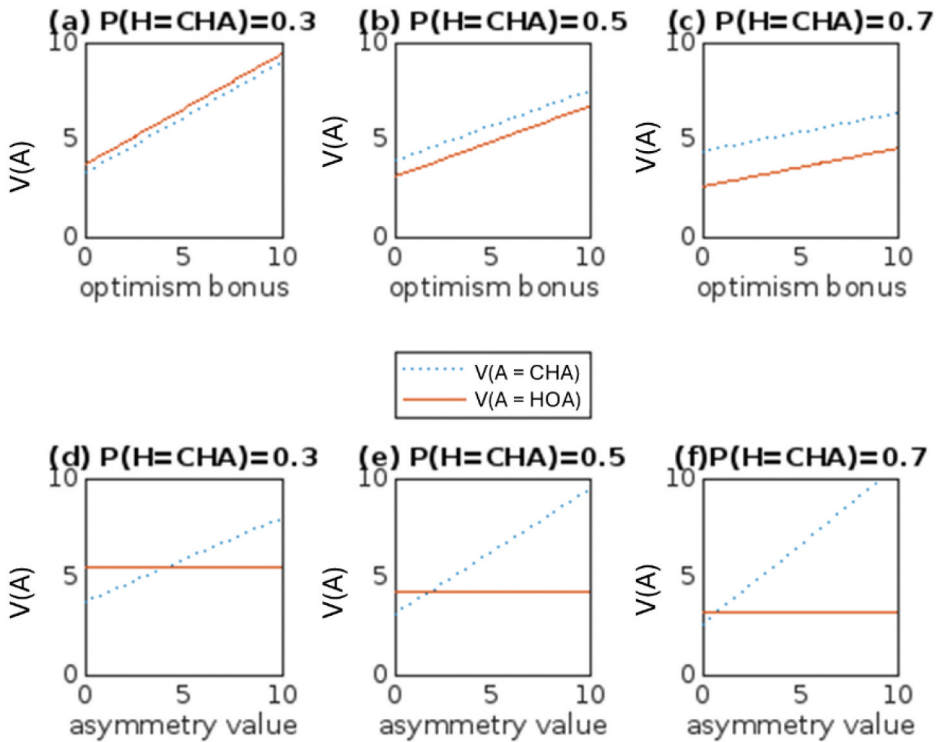 (a) P(H=CHA)=0.3
(b) P(H=CHA)=0.5
(c) P(H=CHA)=0.7
10
5
0
V(A)
0 5 10
optimism bonus
10
5
0
V(A)
0 5 10
optimism bonus
10
5
0
V(A)
0 5 10
optimism bonus
V(A = CHA)
V(A = HOA)
(d) P(H=CHA)=0.3
(e) P(H=CHA)=0.5
(f)P(H=CHA)=0.7
10
5
0
V(A)
0 5 10
asymmetry value
10
5
0
V(A)
0 5 10
asymmetry value
10
5
0
V(A)
0 5 10
asymmetry value